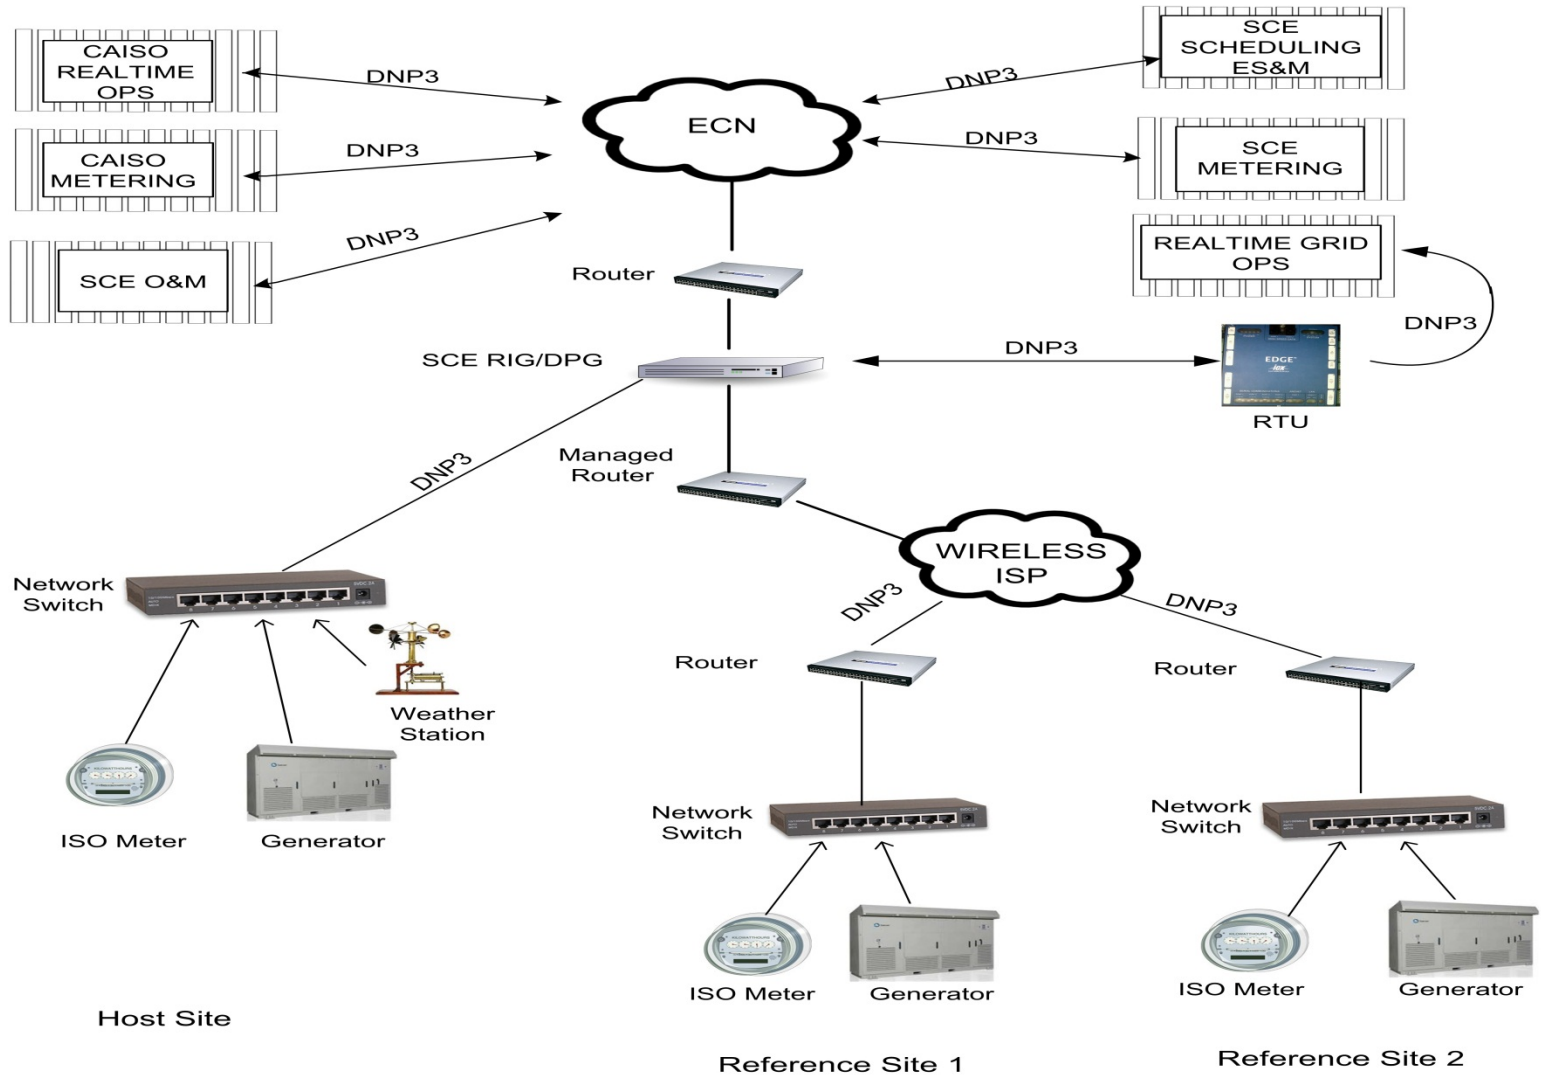 CAISO
REALTIME
OPS
DNP3
ECN
DNP3
SCE
SCHEDULING
ES&M
CAISO
METERING
DNP3
DNP3
SCE
METERING
SCE O&M
DNP3
REALTIME GRID
OPS
Router
SCE RIG/DPG
DNP3
DNP3
EDGE
RTU
Managed
Router
DNP3
WIRELESS
ISP
DNP3
DNP3
Network
Switch
Router
Router
Weather
Station
ISO Meter
Generator
Network
Switch
Network
Switch
ISO Meter
Generator
ISO Meter
Generator
Host Site
Reference Site 1
Reference Site 2